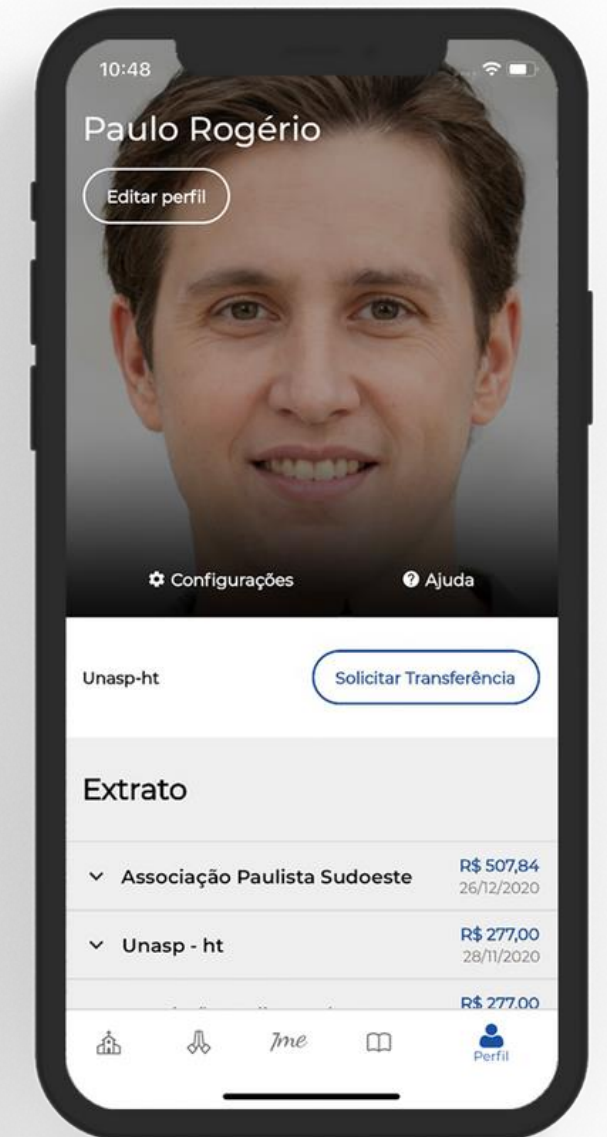 10:48
Paulo Rogério
Editar perfil
Configurações
Ajuda
Unasp-ht
Solicitar Transferência
Extrato
Associação Paulista Sudoeste
R$ 507,84
26/12/2020
Unasp - ht
R$ 277,00
28/11/2020
R$ 277,00
7me
Perfil